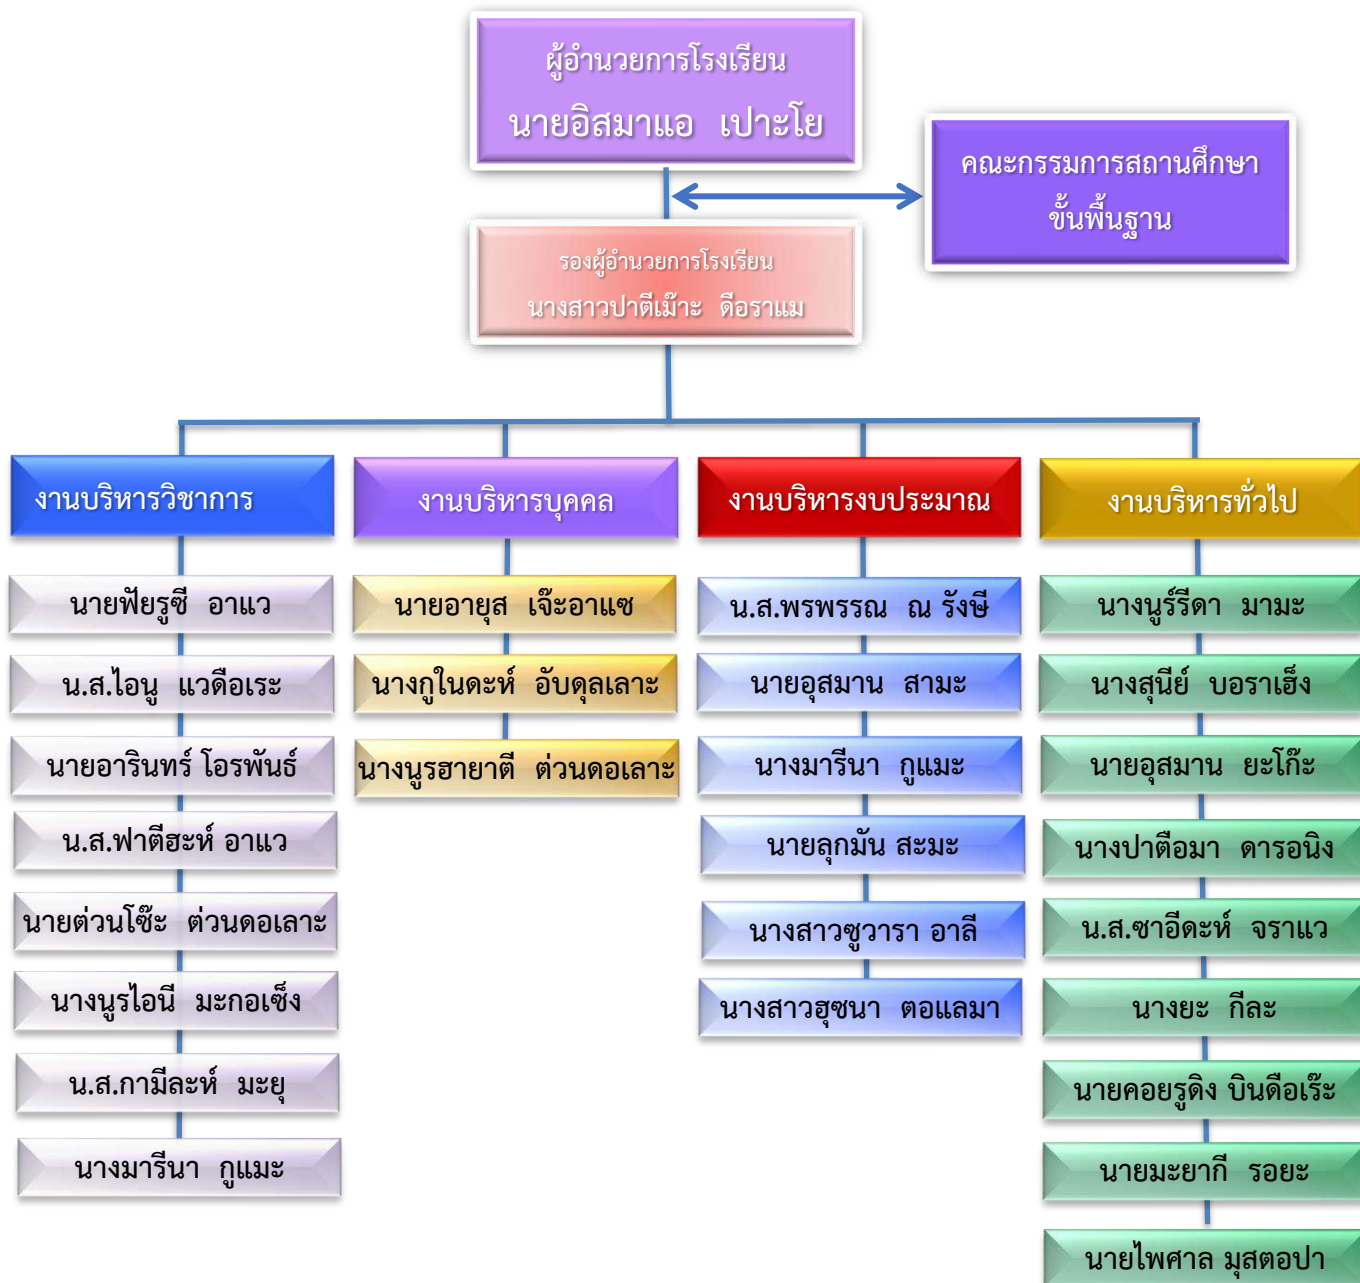 ผู้อำนวยการโรงเรียน
นายอิสมาแอ เปาะโย
คณะกรรมการสถานศึกษา
ขั้นพื้นฐาน
รองผู้อำนวยการโรงเรียน
นางสาวปาตีเม๊าะ ดือราแม
งานบริหารวิชาการ
นายฟัยรูซี อาแว
น.ส.ไอนู แวดือเระ
นายอารินทร์ โอรพันธ์
น.ส.ฟาตีฮะห์ อาแว
นายต่วนโซ๊ะ ต่วนดอเลาะ
นางนูรไอนี มะกอเซ็ง
น.ส.กามีละห์ มะยุ
นางมารีนา กูแมะ
งานบริหารบุคคล
นายอายุส เจ๊ะอาแซ
นางกูไนดะห์ อับดุลเลาะ
นางนูรฮายาตี ต่วนดอเลาะ
งานบริหารงบประมาณ
น.ส.พรพรรณ ณ รังษี
นายอุสมาน สามะ
นางมารีนา กูแมะ
นายลุกมัน สะมะ
นางสาวซูวารา อาลี
นางสาวฮุซนา ตอแลมา
งานบริหารทั่วไป
นางนูร์รีดา มามะ
นางสุนีย์ บอราเฮ็ง
นายอุสมาน ยะโก๊ะ
นางปาตือมา ดารอนิง
น.ส.ซาอีดะห์ จราแว
นางยะ กีละ
นายคอยรูดิง บินดือเร๊ะ
นายมะยากี รอยะ
นายไพศาล มุสตอปา